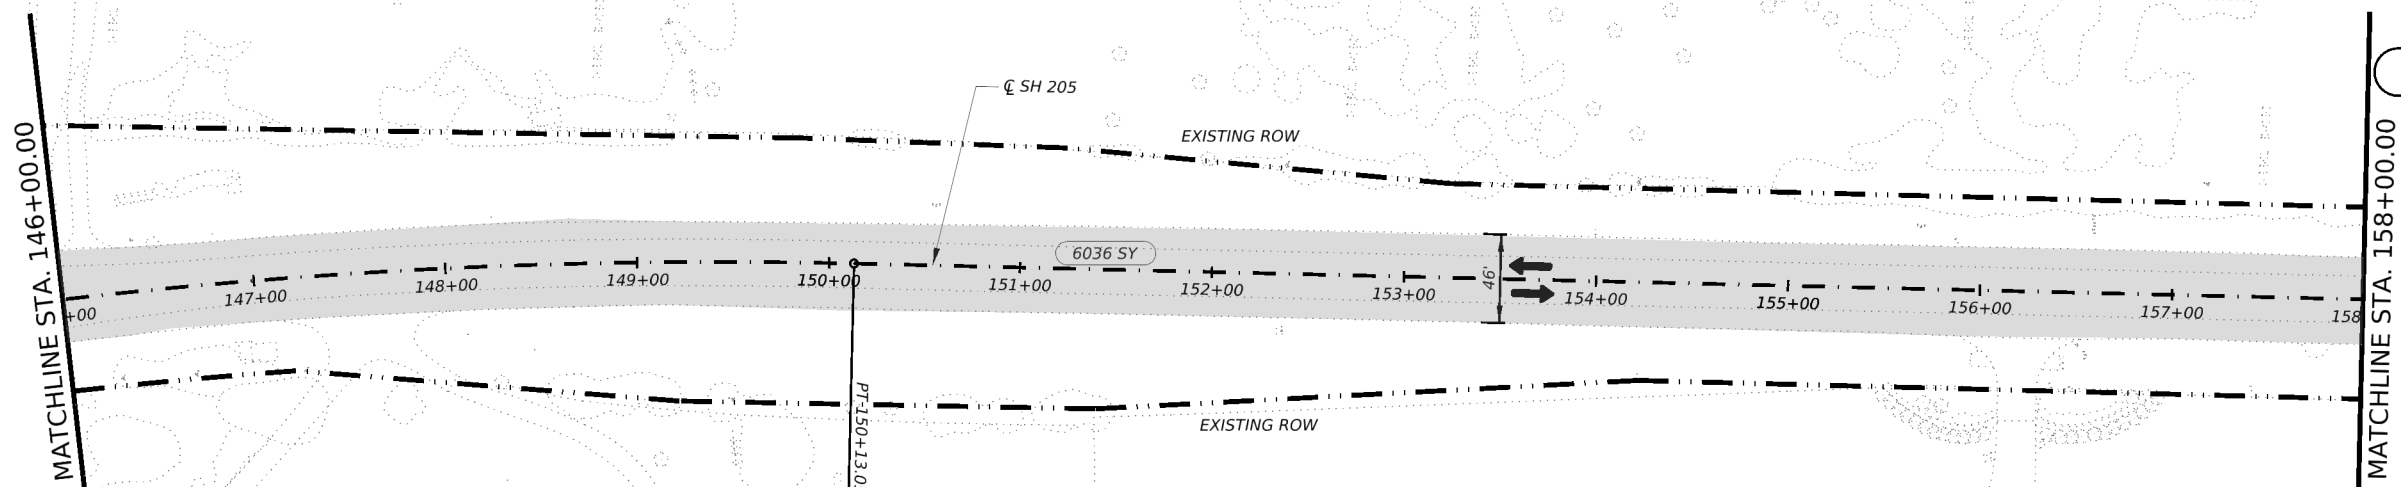 ℄ SH 205
EXISTING ROW
6036 SY
46'
+00
147+00
148+00
149+00
150+00
151+00
152+00
153+00
154+00
155+00
156+00
157+00
158
PT-150+13.0
EXISTING ROW
MATCHLINE STA. 146+00.00
MATCHLINE STA. 158+00.00